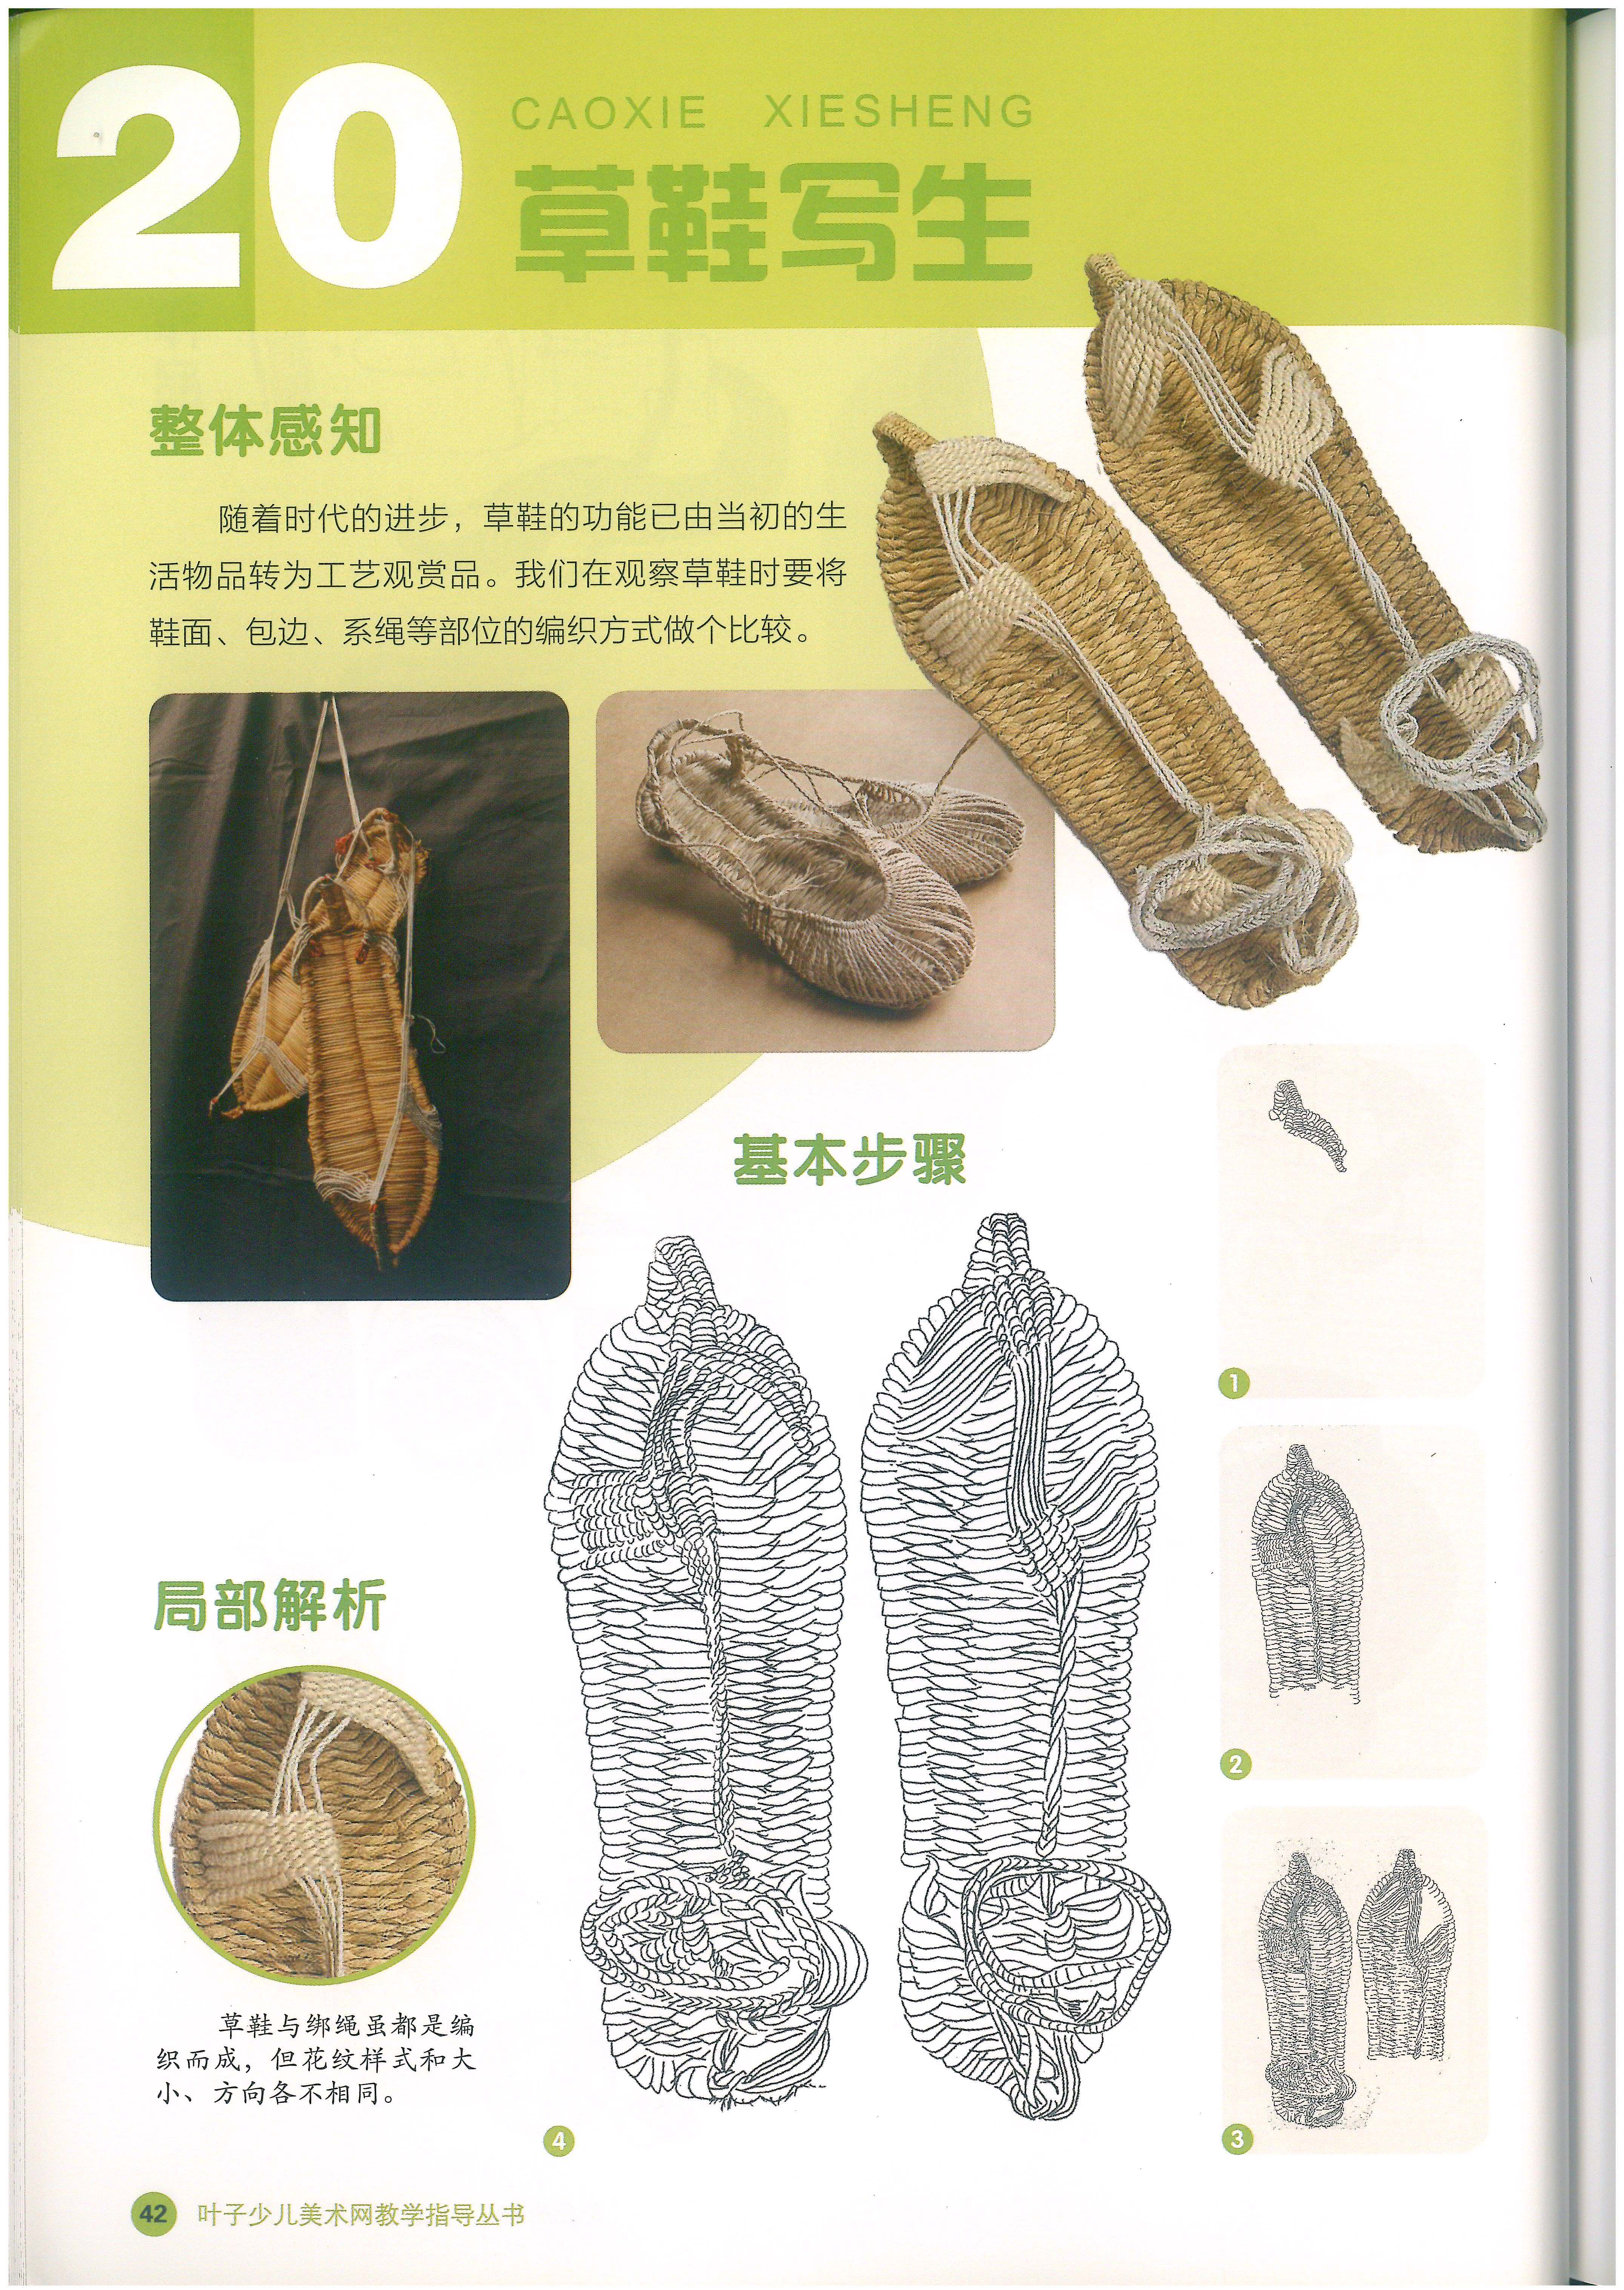 20
CAOXIE XIESHENG
草鞋写生
整体感知
随着时代的进步，草鞋的功能已由当初的生
活物品转为工艺观赏品。我们在观察草鞋时要将
鞋面、包边、系绳等部位的编织方式做个比较。
基本步骤
1
2
3
4
局部解析
草鞋与绑绳虽都是编
织而成，但花纹样式和大
小、方向各不相同。
42 叶子少儿美术网教学指导丛书